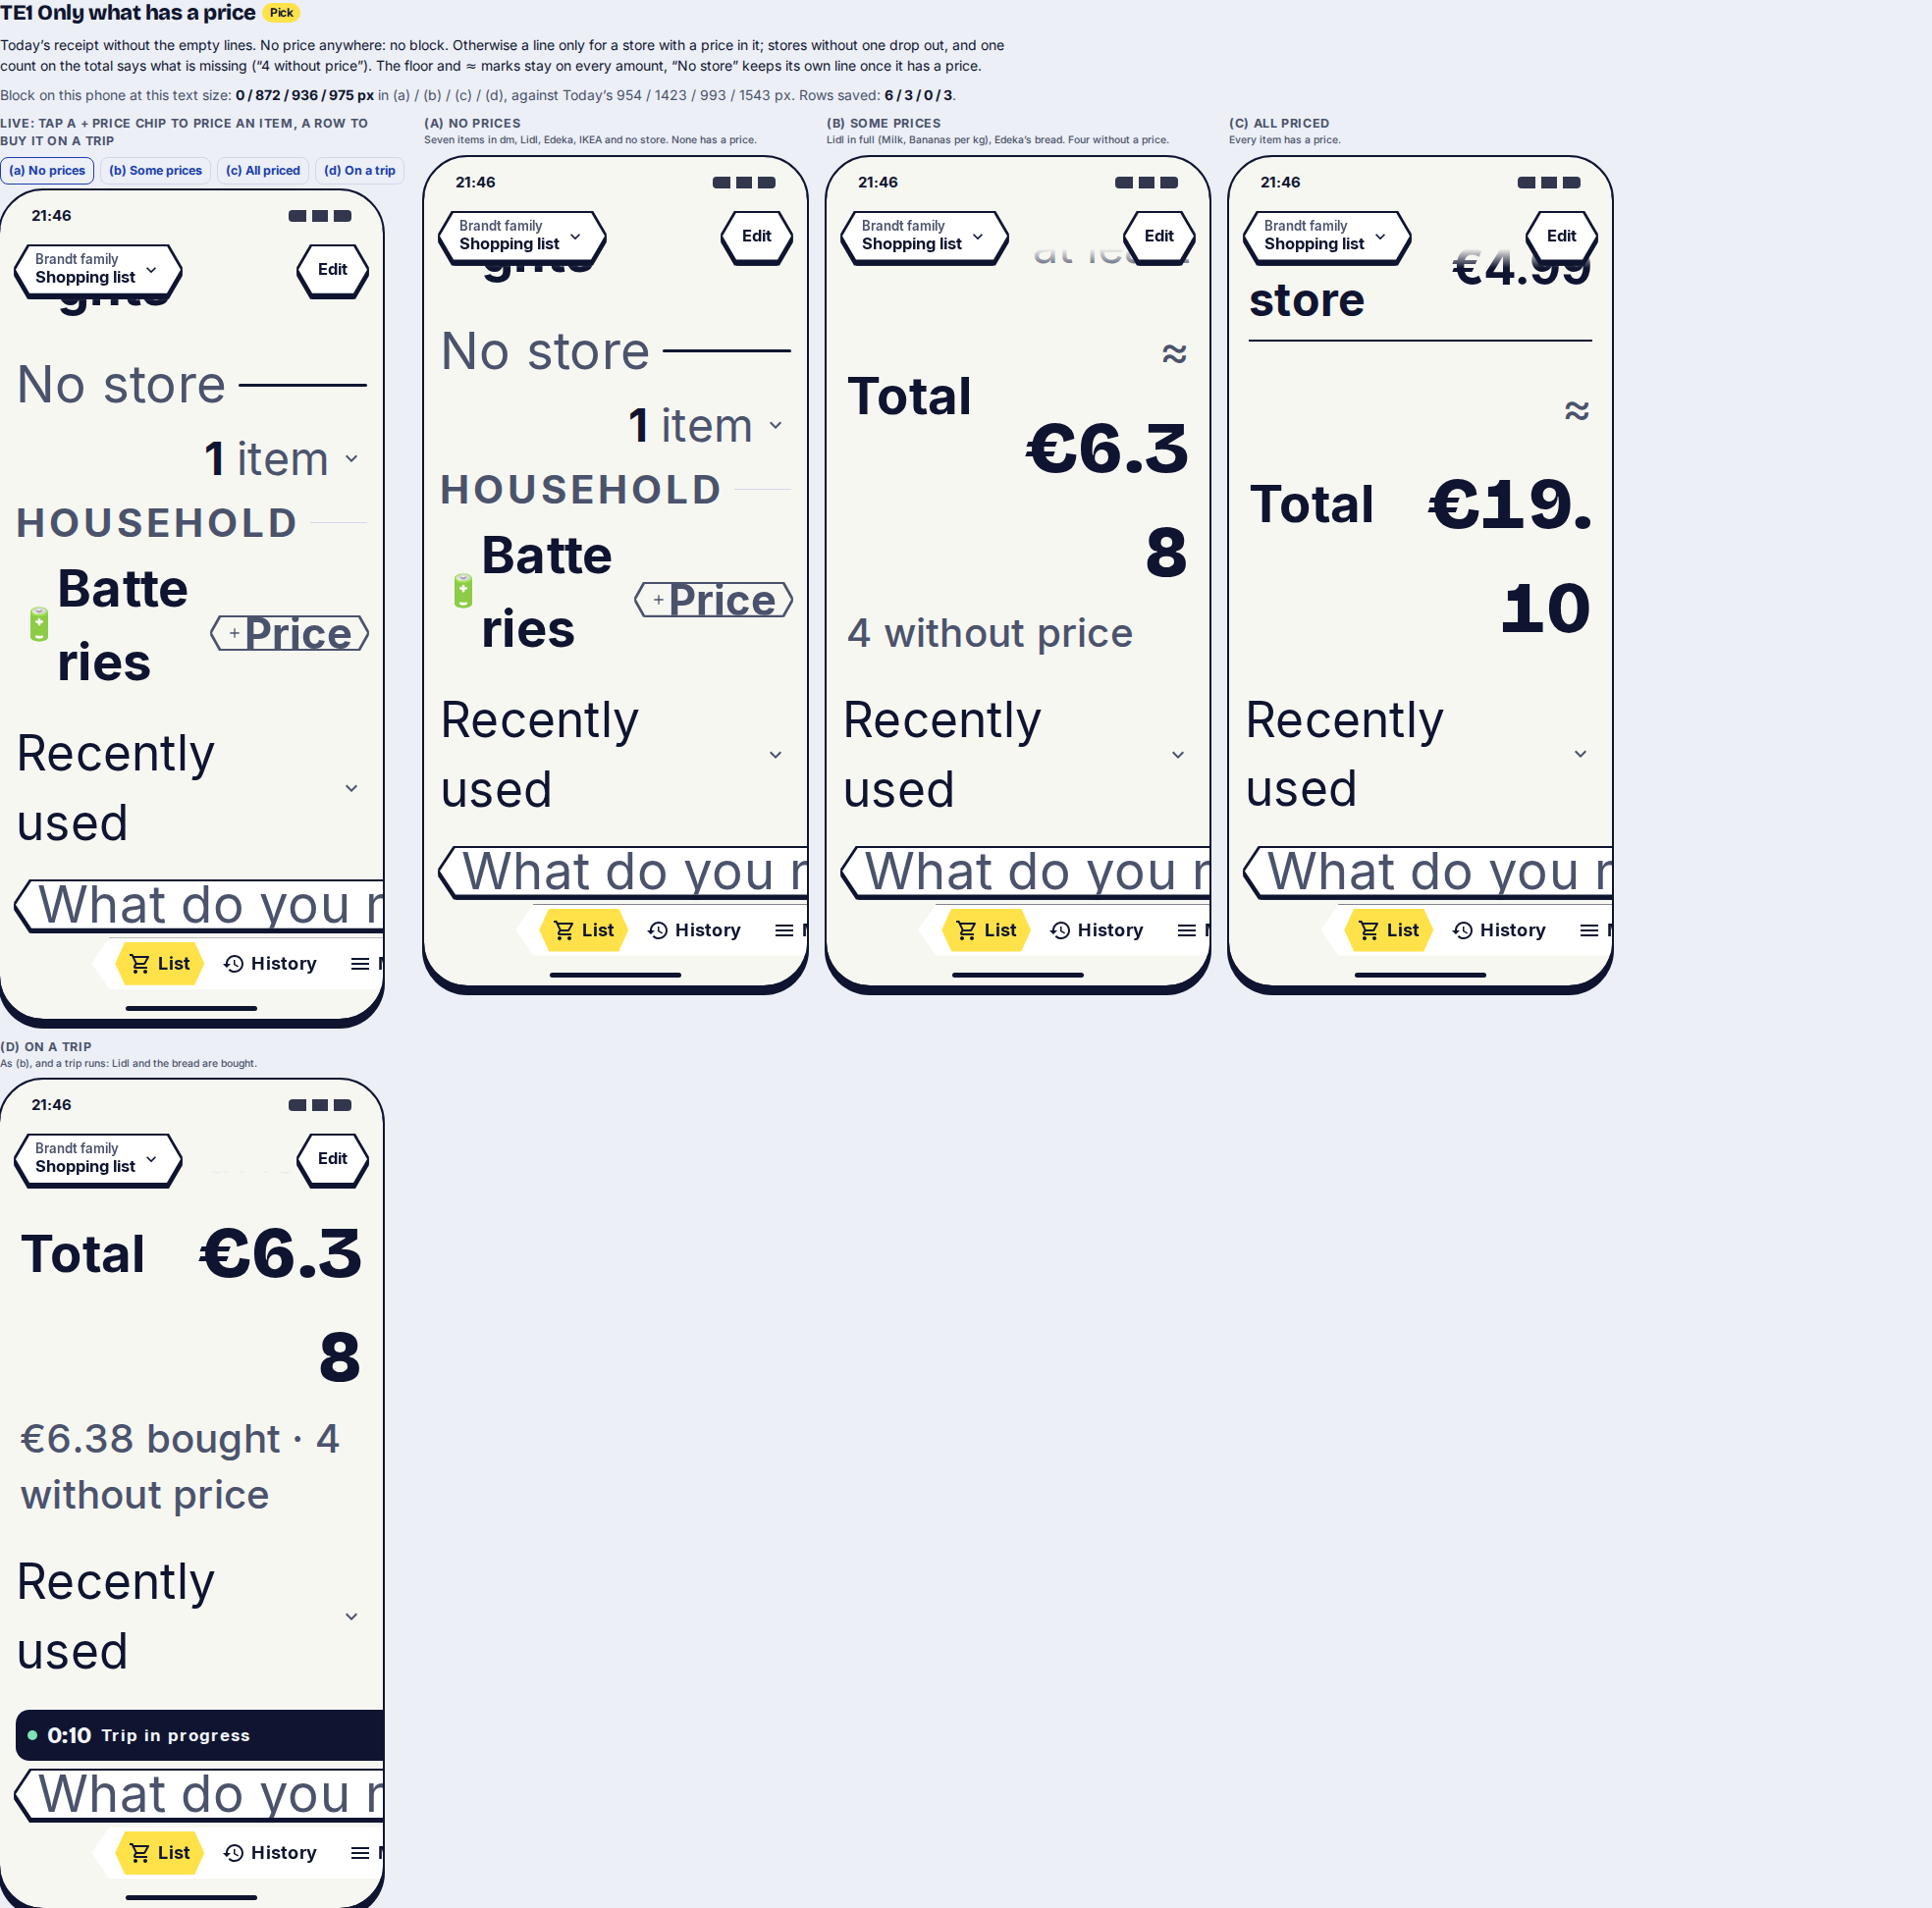 TE1 Only what has a price Pick
Today's receipt without the empty lines. No price anywhere: no block. Otherwise a line only for a store with a price in it; stores without one drop out, and one
count on the total says what is missing (“4 without price”). The floor and ≈ marks stay on every amount, “No store” keeps its own line once it has a price.
Block on this phone at this text size: 0 / 872 / 936 / 975 px in (a) / (b) / (c) / (d), against Today's 954 / 1423 / 993 / 1543 px. Rows saved: 6 / 3 / 0 / 3.
LIVE: TAP A + PRICE CHIP TO PRICE AN ITEM, A ROW TO
BUY IT ON A TRIP
(a) No prices (b) Some prices (c) All priced (d) On a trip
21:46
Brandt family
Shopping list
Edit
No store
1 item
HOUSEHOLD
Batte
ries
+ Price
Recently
used
What do you
List History
(A) NO PRICES
Seven items in dm, Lidl, Edeka, IKEA and no store. None has a price.
21:46
Brandt family
Shopping list
Edit
No store
1 item
HOUSEHOLD
Batte
ries
+ Price
Recently
used
What do you
List History
(B) SOME PRICES
Lidl in full (Milk, Bananas per kg), Edeka's bread. Four without a price.
21:46
Brandt family
Shopping list
Edit
≈
Total
€6.3
8
4 without price
Recently
used
What do you
List History
(C) ALL PRICED
Every item has a price.
21:46
Brandt family
Shopping list
Edit
€4.99
store
≈
Total €19.
10
Recently
used
What do you
List History
(D) ON A TRIP
As (b), and a trip runs: Lidl and the bread are bought.
21:46
Brandt family
Shopping list
Edit
Total €6.3
8
€6.38 bought · 4
without price
Recently
used
0:10 Trip in progress
What do you
List History